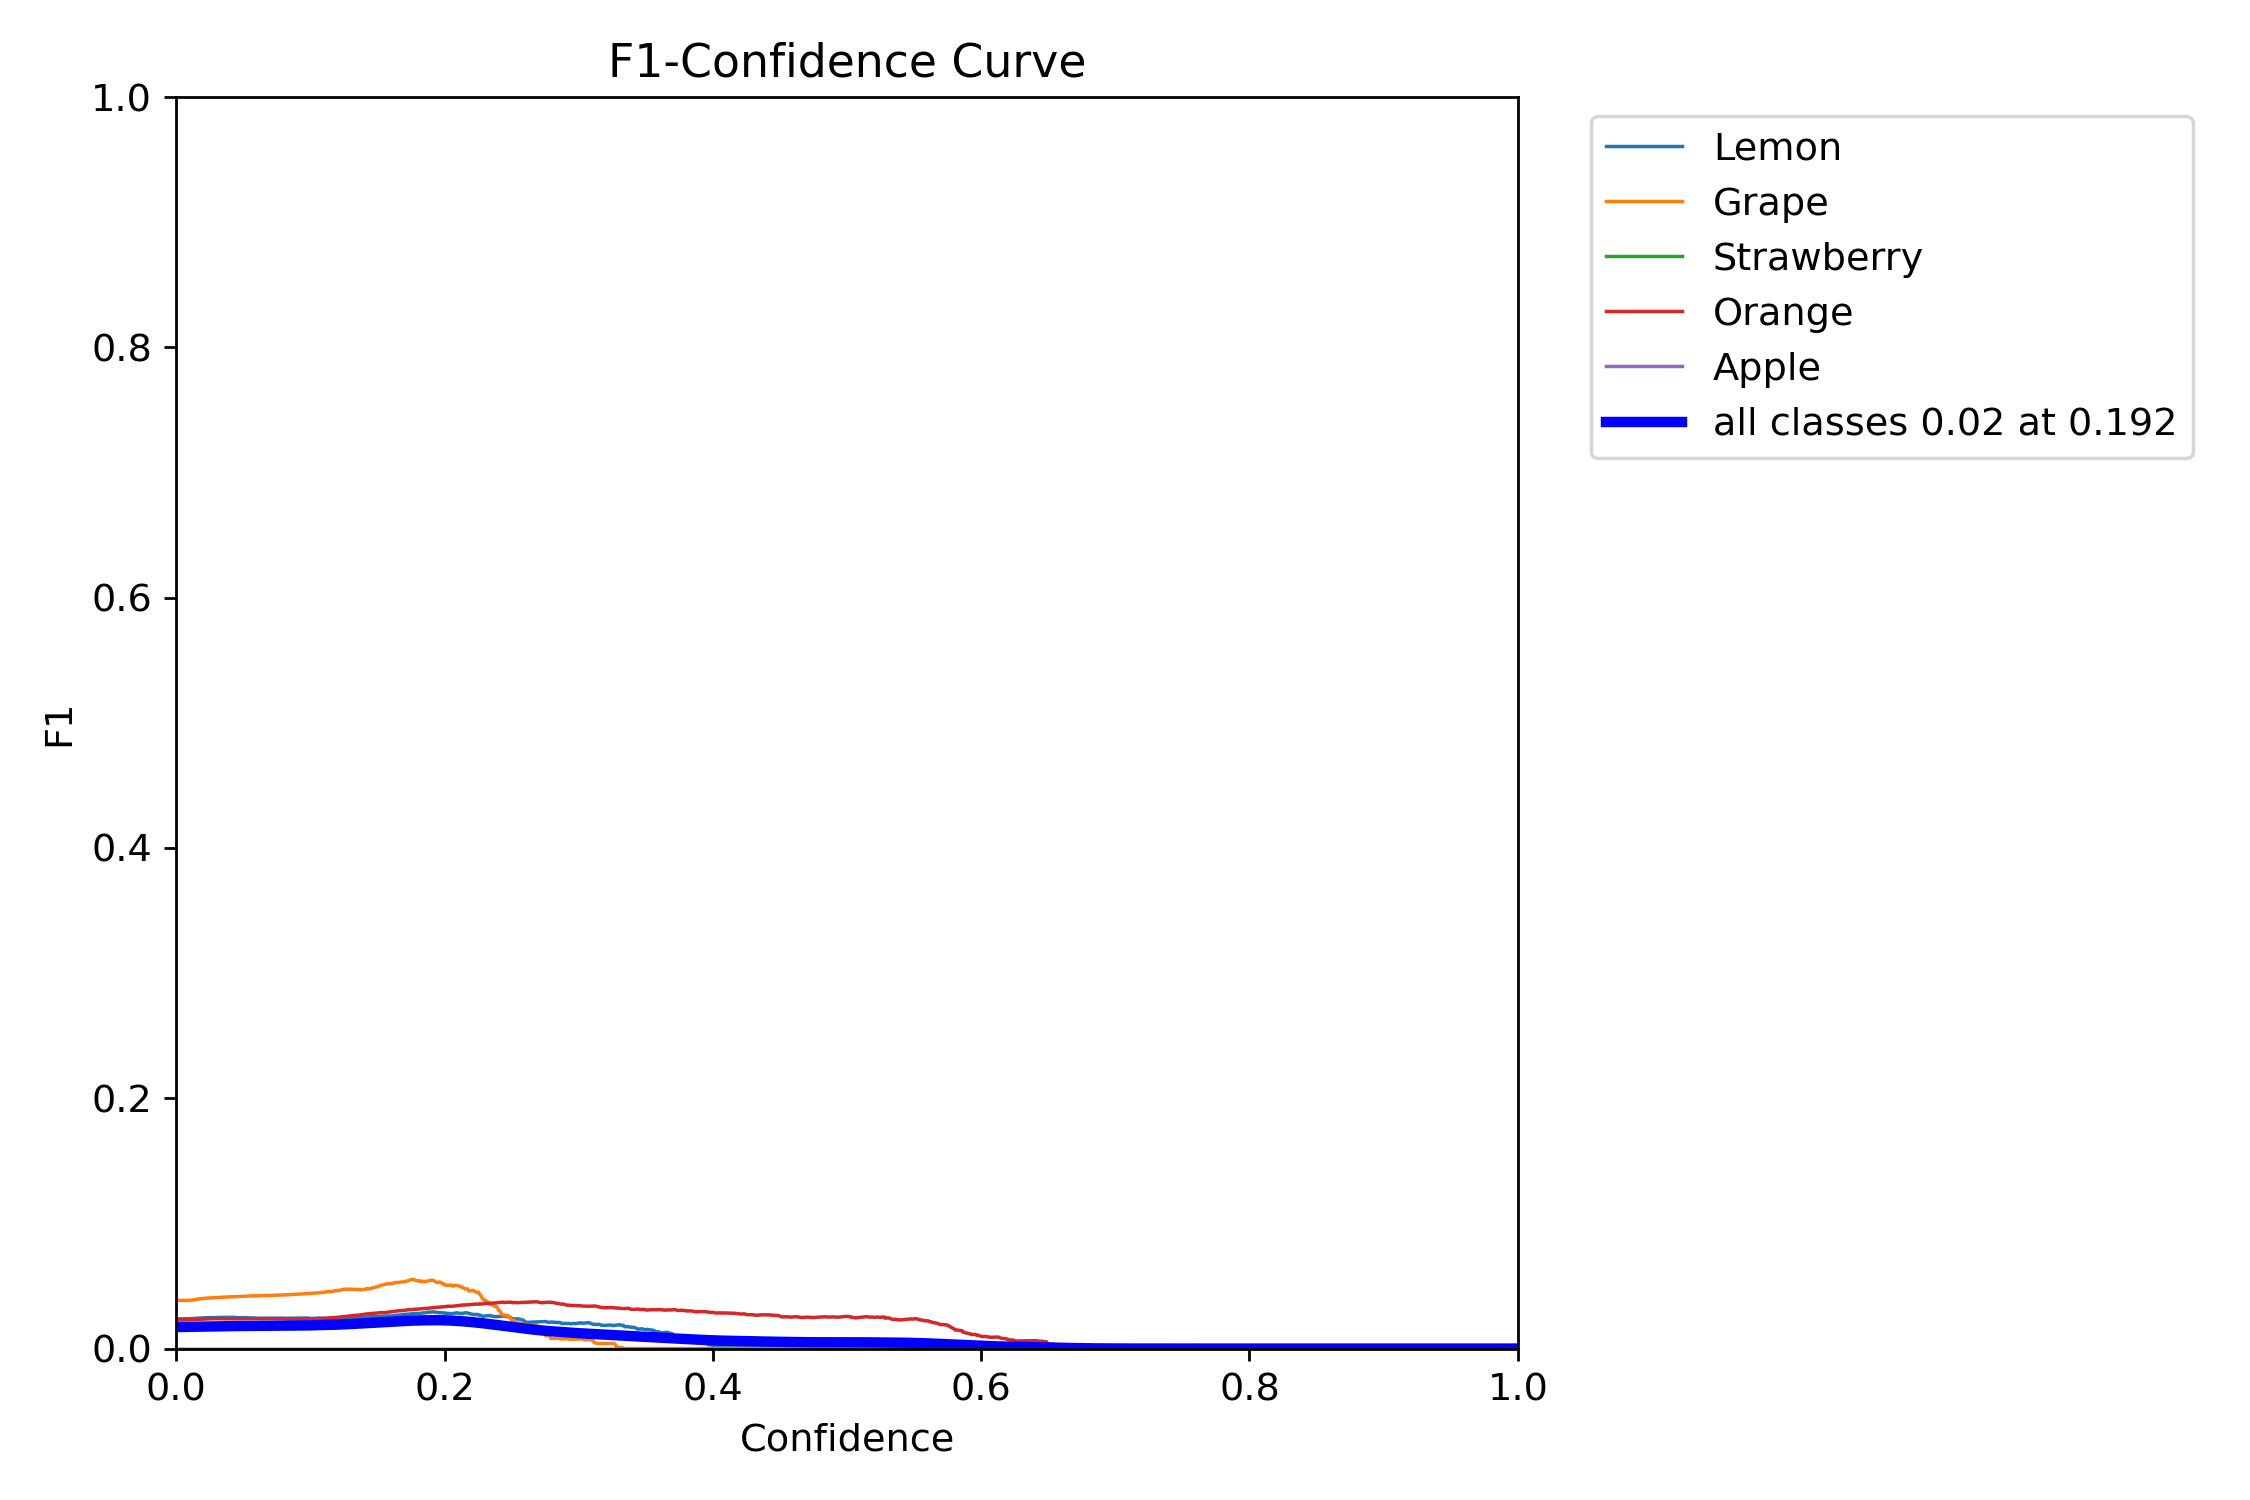 F1-Confidence Curve
1.0
0.8
0.6
0.4
0.2
0.0
F1
0.0 0.2 0.4 0.6 0.8 1.0
Confidence
Lemon
Grape
Strawberry
Orange
Apple
all classes 0.02 at 0.192